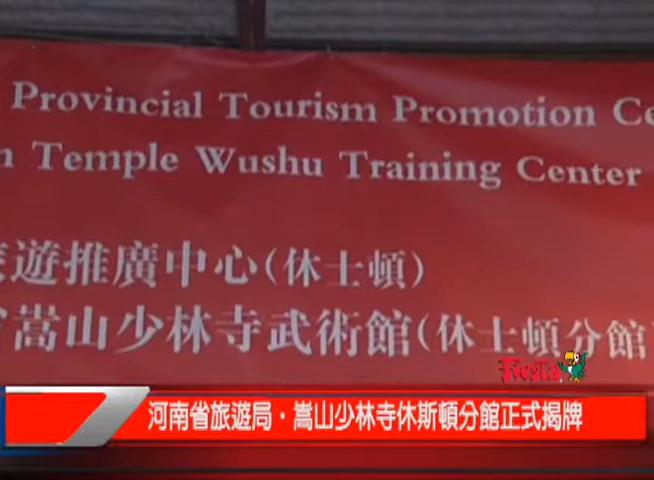 Provincial Tourism Promotion Ce
n Temple Wushu Training Center
遊推廣中心(休士頓)
省嵩山少林寺武術館(休士頓分館)
Fiesta
河南省旅遊局·嵩山少林寺休斯頓分館正式揭牌